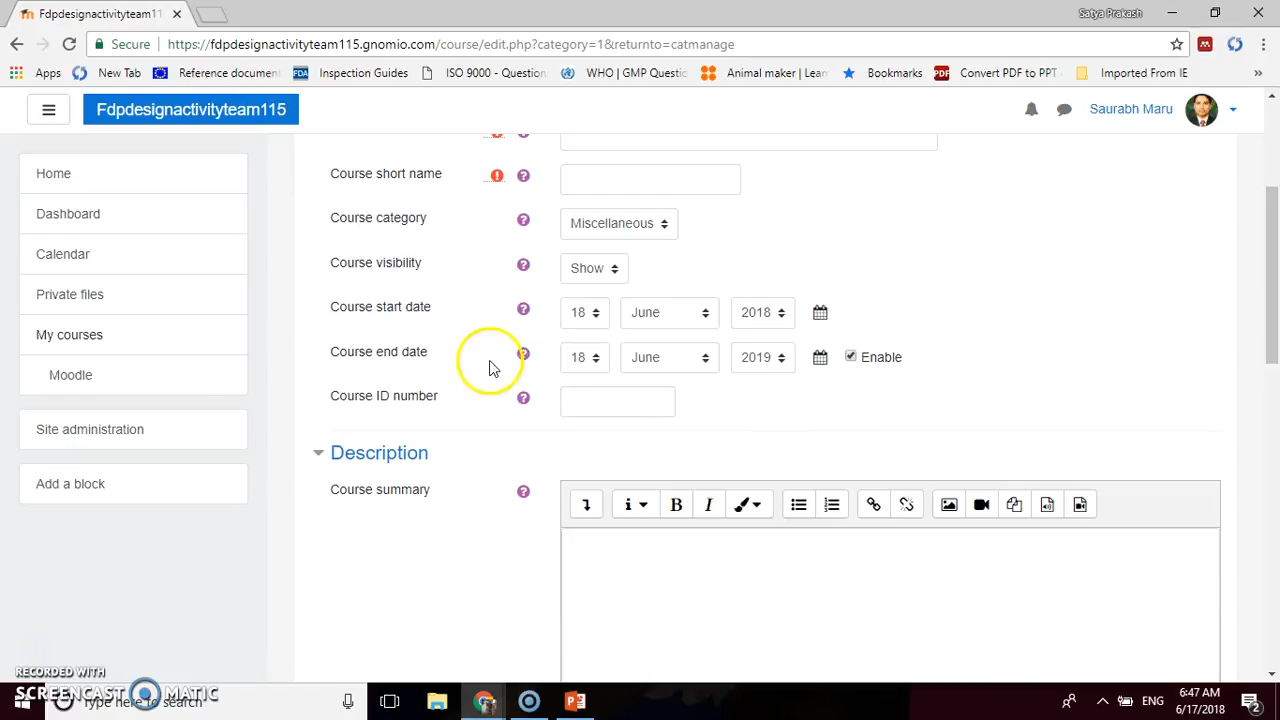 Fdpdesignactivityteam11
Satya Prakash
Secure
https://fdpdesignactivityteam115.gnomio.com/course/edit.php?category=1&returnto=catmanage
Apps
New Tab
Reference documen
FDA
Inspection Guides
ISO 9000 - Question
WHO | GMP Questi
Animal maker | Lear
Bookmarks
PDF
Convert PDF to PPT
Imported From IE
»
Fdpdesignactivityteam115
Saurabh Maru
Home
Dashboard
Calendar
Private files
My courses
Moodle
Site administration
Add a block
Course short name
Course category
Miscellaneous
Course visibility
Show
Course start date
18 June 2018
Course end date
18 June 2019 Enable
Course ID number
Description
Course summary
i B I
RECORDED WITH
SCREENCAST MATIC
Type here to search
ENG
6:47 AM
6/17/2018
2